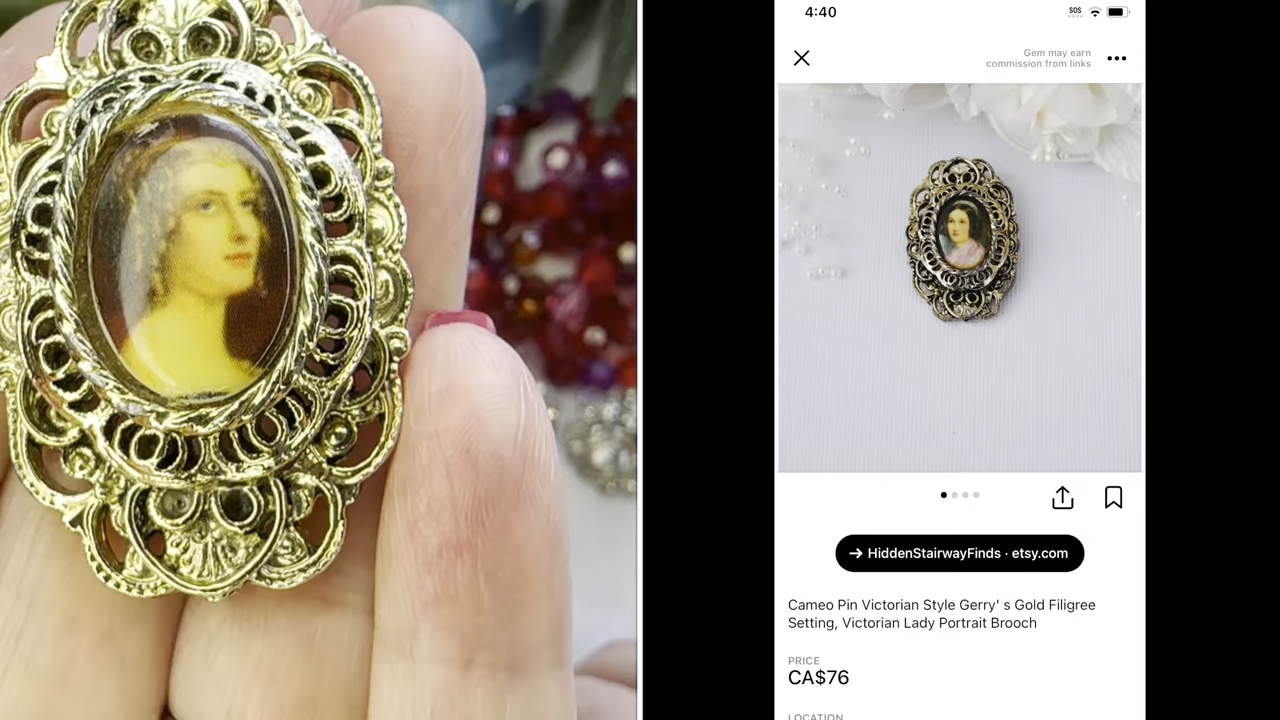 4:40
SOS
Gem may earn
commission from links
→ HiddenStairwayFinds · etsy.com
Cameo Pin Victorian Style Gerry' s Gold Filigree
Setting, Victorian Lady Portrait Brooch
PRICE
CA$76
LOCATION